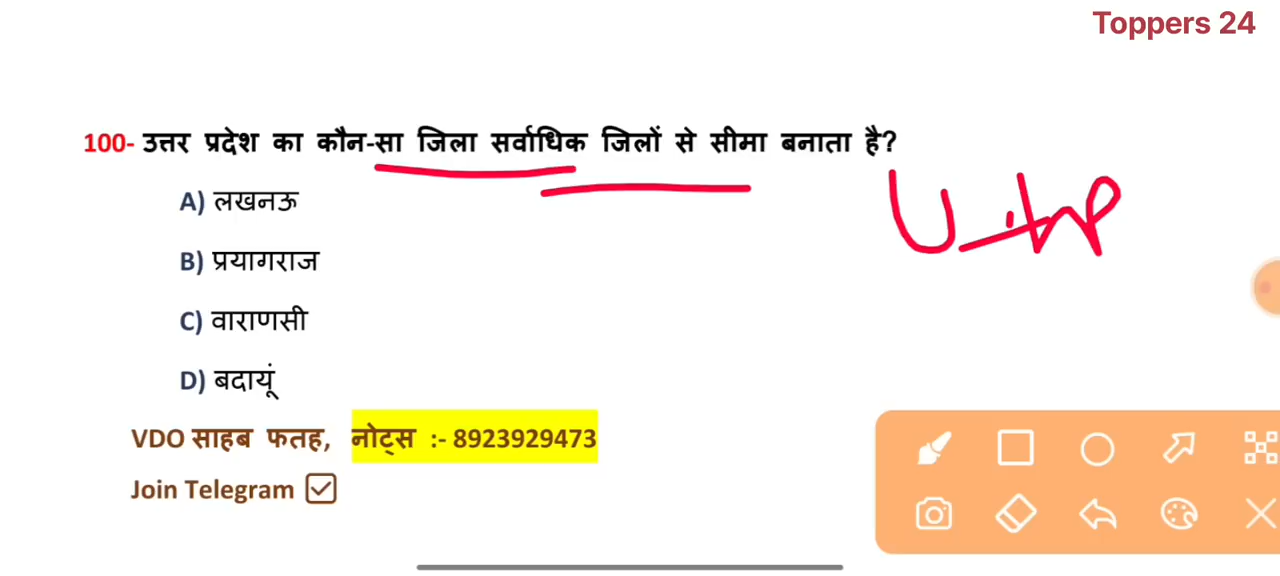 Toppers 24
100- उत्तर प्रदेश का कौन-सा जिला सर्वाधिक जिलों से सीमा बनाता है?
A) लखनऊ
B) प्रयागराज
C) वाराणसी
D) बदायूं
VDO साहब फतह, नोट्स :- 8923929473
Join Telegram